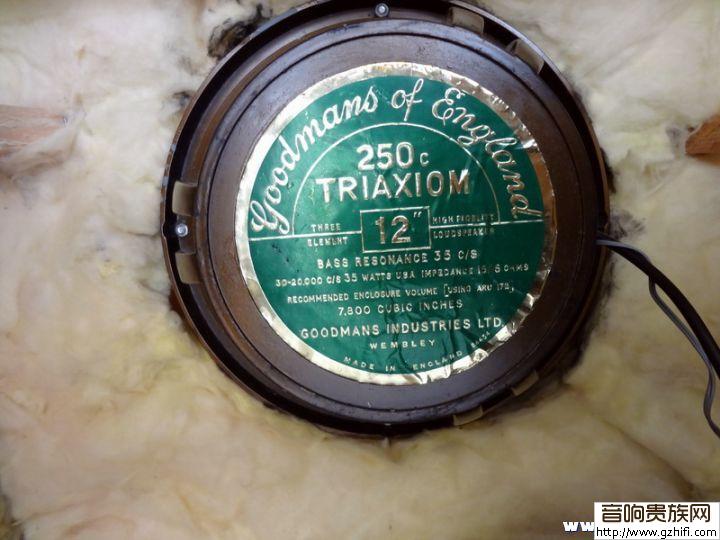 Goodmans of England
250c
TRIAXIOM
THREE ELEMENT
12"
HIGH FIDELITY LOUDSPEAKER
BASS RESONANCE 35 C/S
30-20,000 C/S 35 WATTS USA IMPEDANCE 15/ OHMS
RECOMMENDED ENCLOSURE VOLUME [USING ARU 172]
7,800 CUBIC INCHES
GOODMANS INDUSTRIES LTD.
WEMBLEY
MADE IN ENGLAND
www
音响贵族网
http://www.gzhifi.com